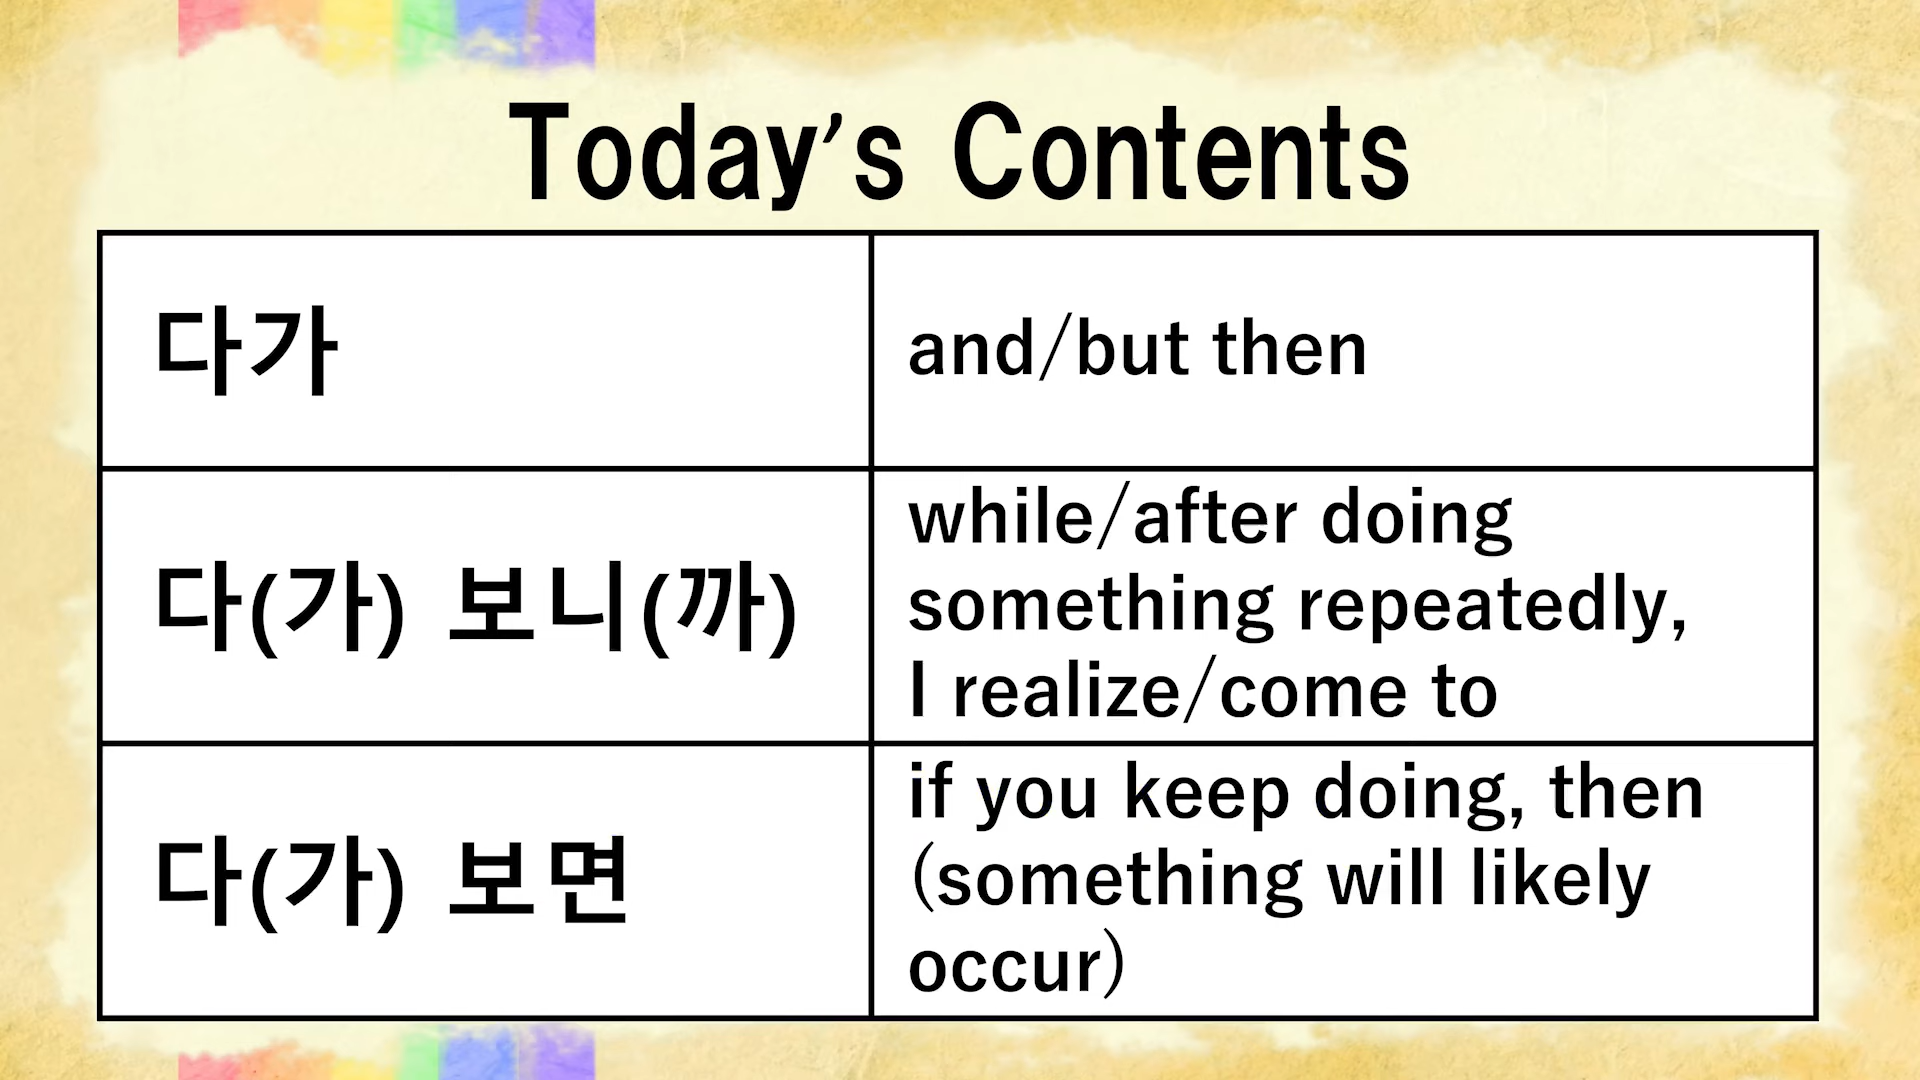 Today's Contents
다가
and/but then
다(가) 보니(까)
while/after doing
something repeatedly,
I realize/come to
다(가) 보면
if you keep doing, then
(something will likely
occur)